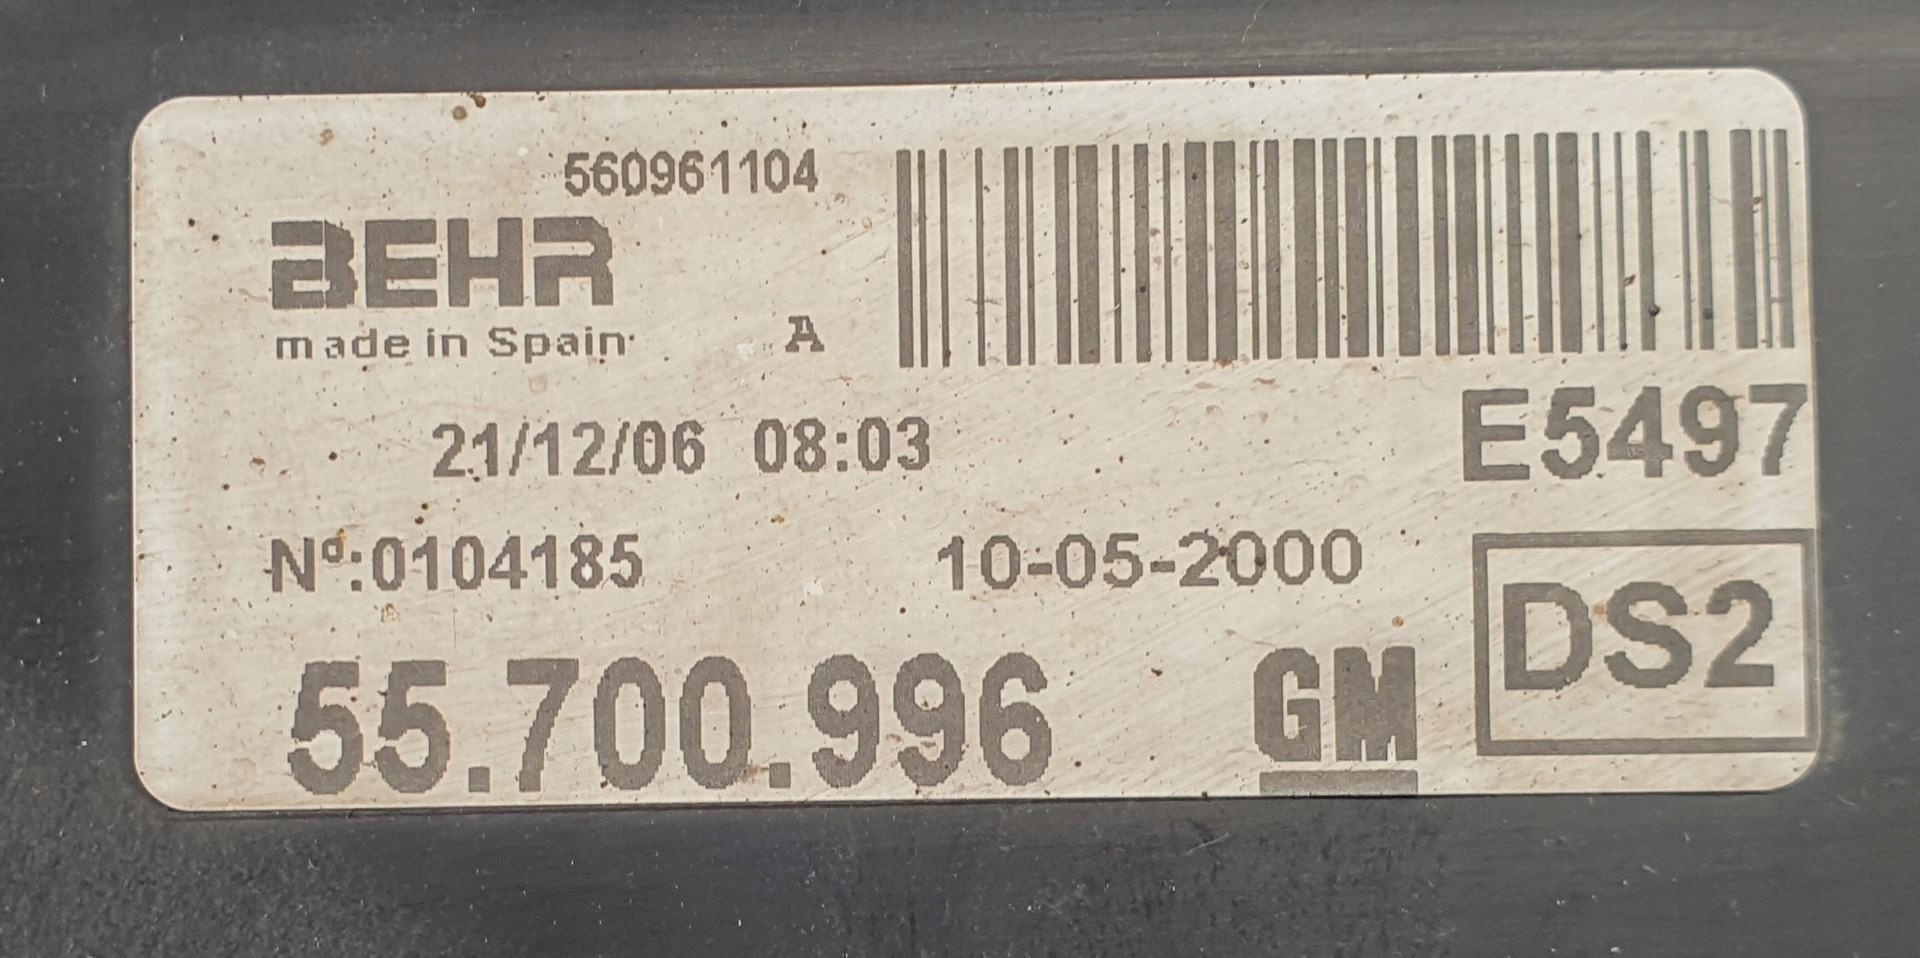 560961104
BEHR
made in Spain
A
21/12/06 08:03
E5497
Nº:0104185
10-05-2000
DS2
55.700.996
GM